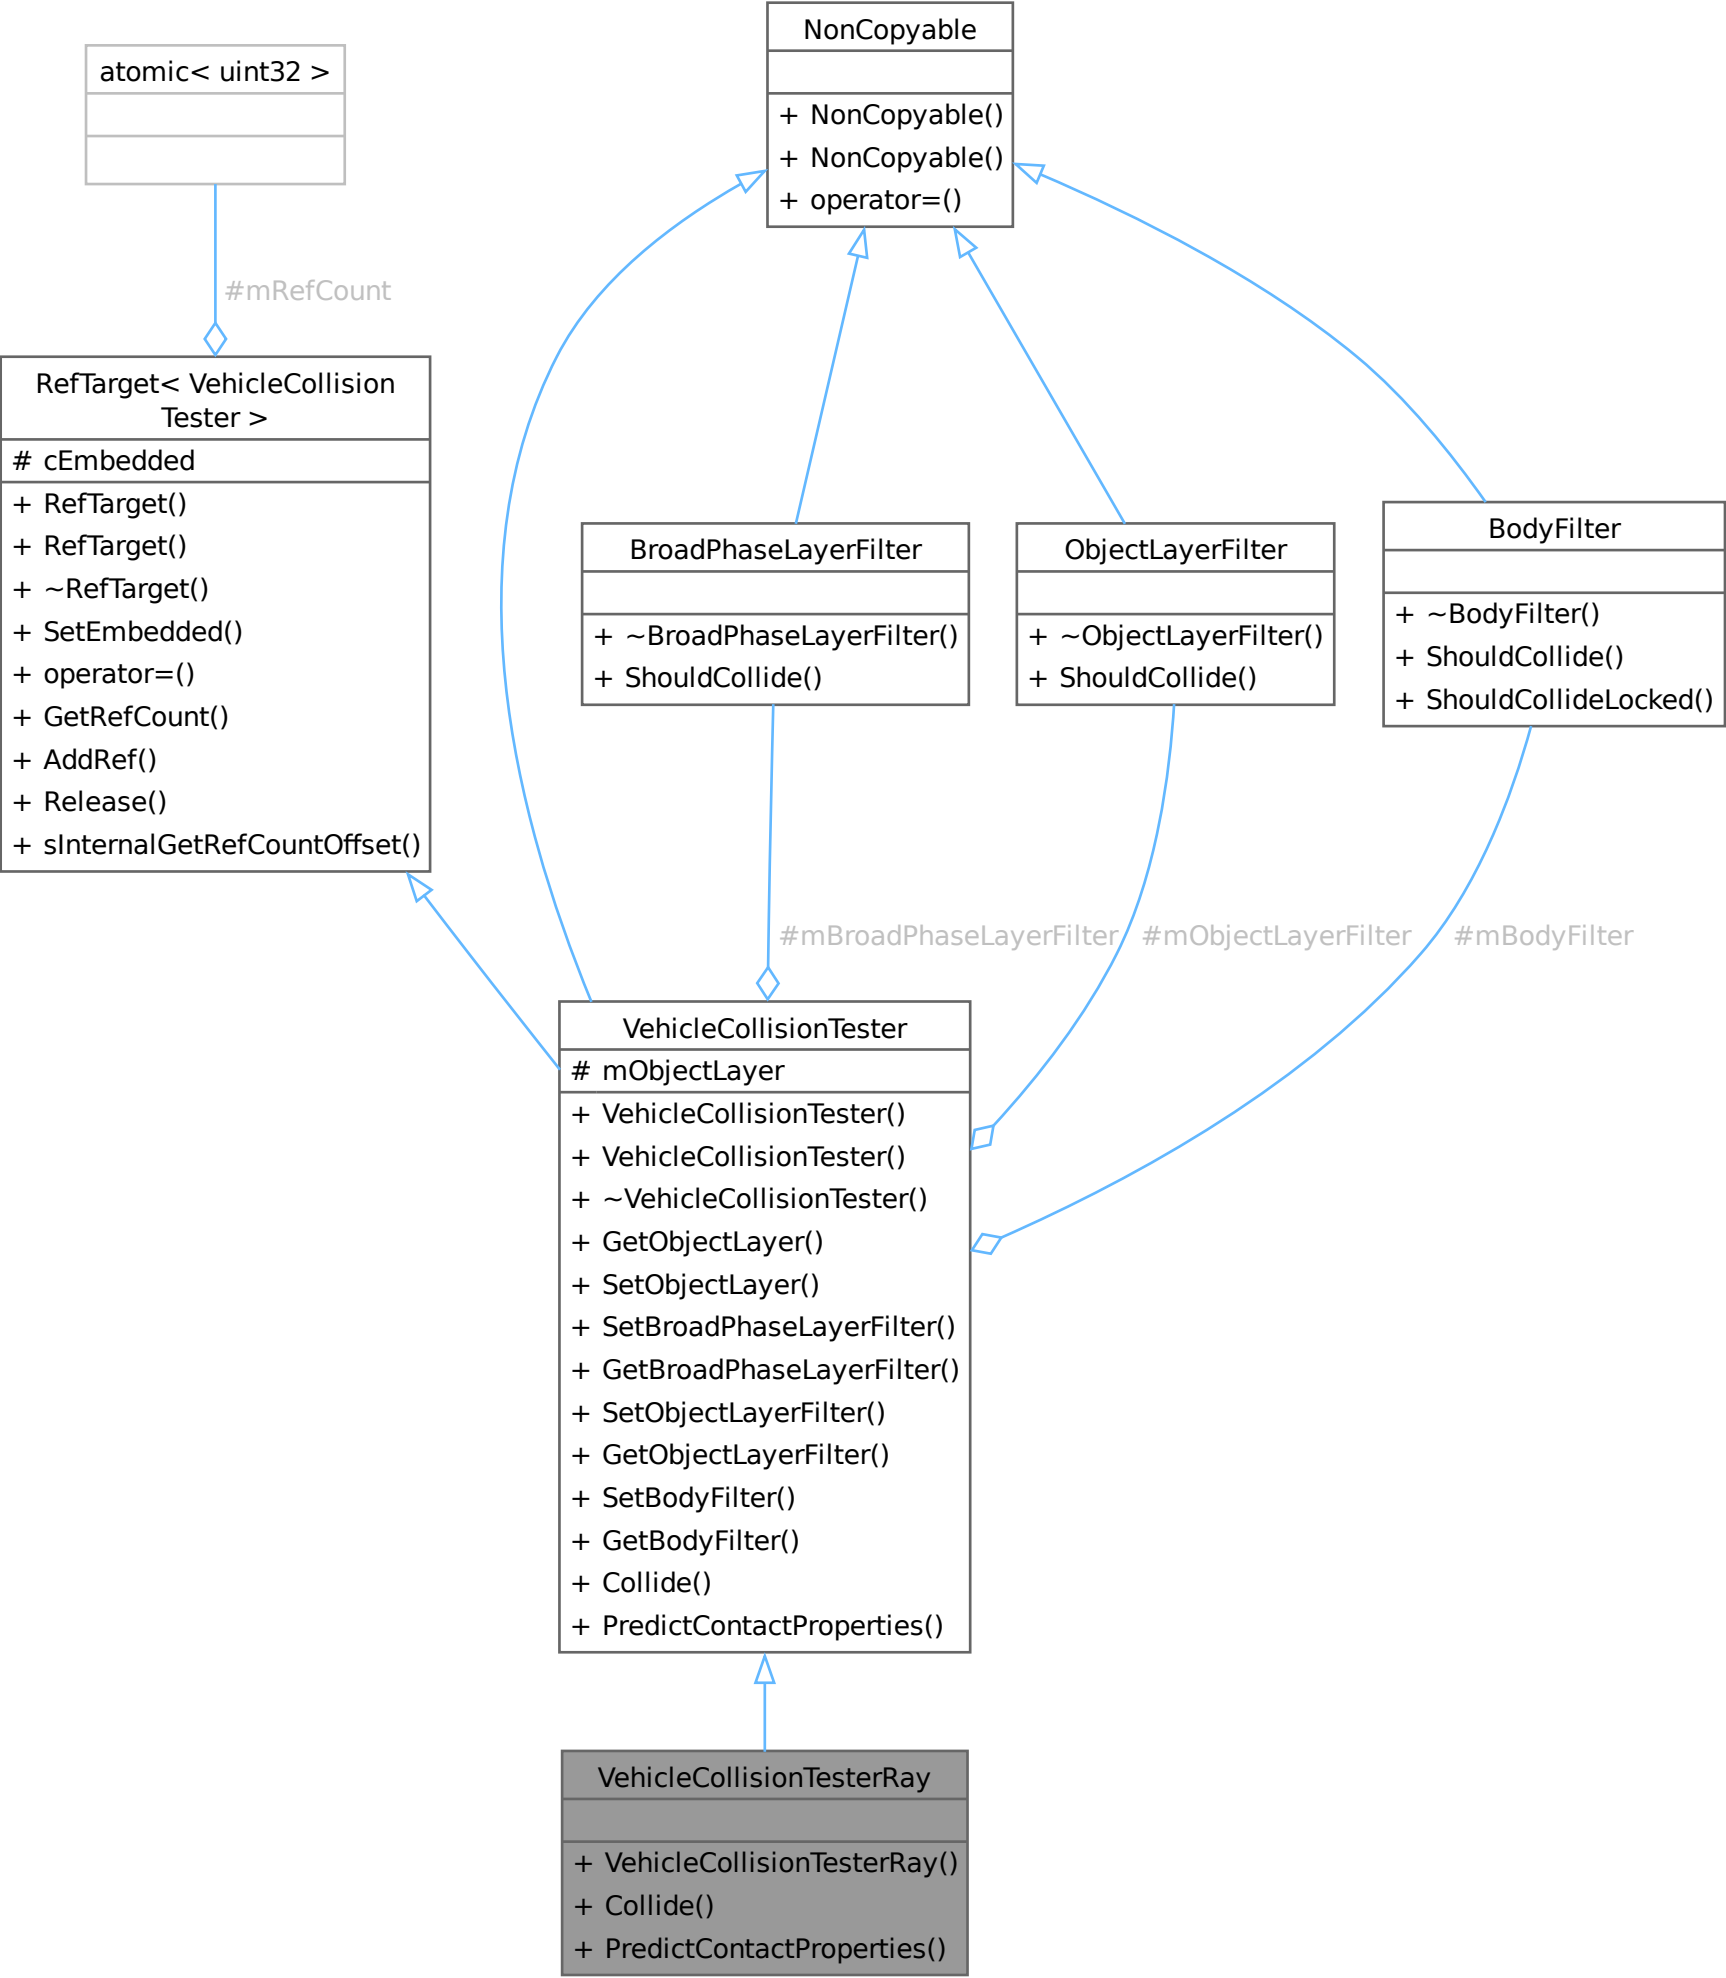 NonCopyable
+ NonCopyable()
+ NonCopyable()
+ operator=()
atomic< uint32 >
#mRefCount
RefTarget< VehicleCollision
Tester >
# cEmbedded
+ RefTarget()
+ RefTarget()
+ ~RefTarget()
+ SetEmbedded()
+ operator=()
+ GetRefCount()
+ AddRef()
+ Release()
+ sInternalGetRefCountOffset()
BroadPhaseLayerFilter
+ ~BroadPhaseLayerFilter()
+ ShouldCollide()
ObjectLayerFilter
+ ~ObjectLayerFilter()
+ ShouldCollide()
BodyFilter
+ ~BodyFilter()
+ ShouldCollide()
+ ShouldCollideLocked()
#mBroadPhaseLayerFilter
#mObjectLayerFilter
#mBodyFilter
VehicleCollisionTester
# mObjectLayer
+ VehicleCollisionTester()
+ VehicleCollisionTester()
+ ~VehicleCollisionTester()
+ GetObjectLayer()
+ SetObjectLayer()
+ SetBroadPhaseLayerFilter()
+ GetBroadPhaseLayerFilter()
+ SetObjectLayerFilter()
+ GetObjectLayerFilter()
+ SetBodyFilter()
+ GetBodyFilter()
+ Collide()
+ PredictContactProperties()
VehicleCollisionTesterRay
+ VehicleCollisionTesterRay()
+ Collide()
+ PredictContactProperties()